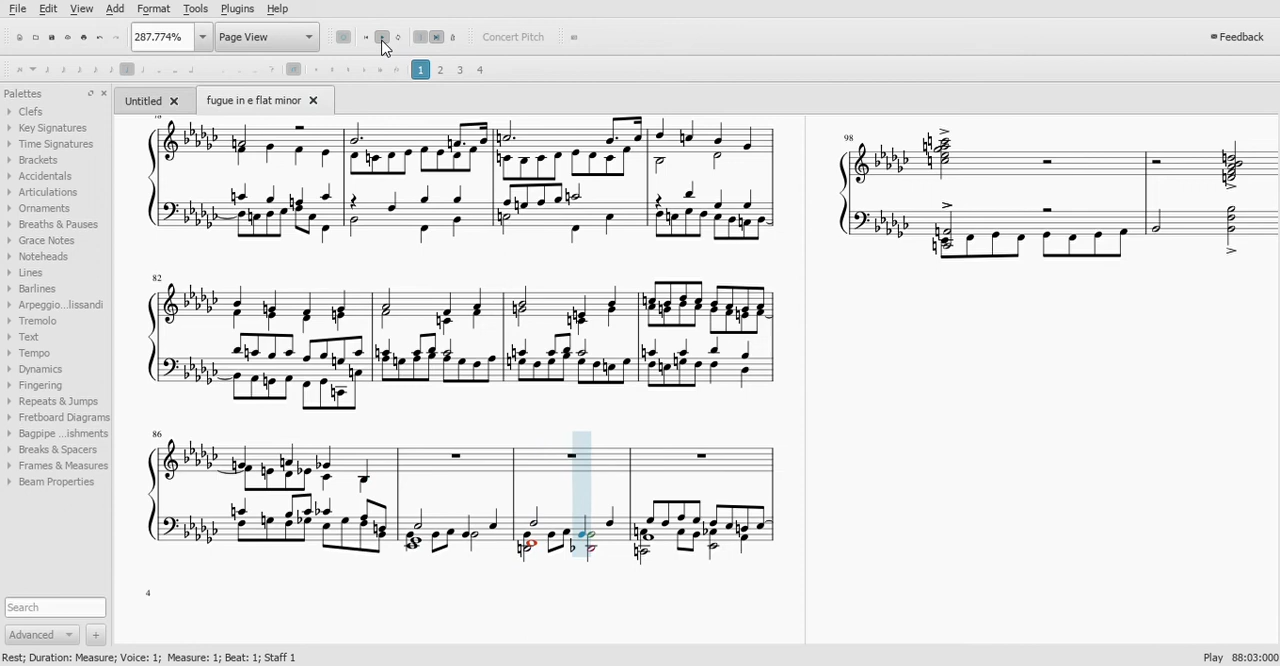 File Edit View Add Format Tools Plugins Help
287.774% Page View Concert Pitch Feedback
1 2 3 4
Palettes
Untitled fugue in e flat minor
Clefs
Key Signatures
Time Signatures
Brackets
Accidentals
Articulations
Ornaments
Breaths & Pauses
Grace Notes
Noteheads
Lines
Barlines
Arpeggio...lissandi
Tremolo
Text
Tempo
Dynamics
Fingering
Repeats & Jumps
Fretboard Diagrams
Bagpipe ...ishments
Breaks & Spacers
Frames & Measures
Beam Properties
98
82
86
4
Search
Advanced +
Rest; Duration: Measure; Voice: 1; Measure: 1; Beat: 1; Staff 1 Play 88:03:000